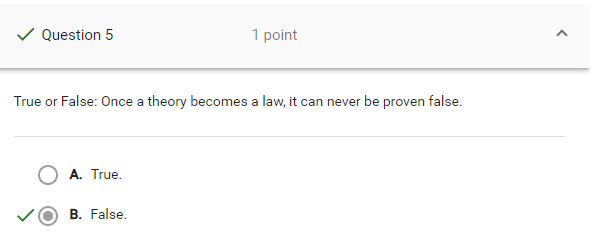 Question 5 1 point
True or False: Once a theory becomes a law, it can never be proven false.
A. True.
B. False.